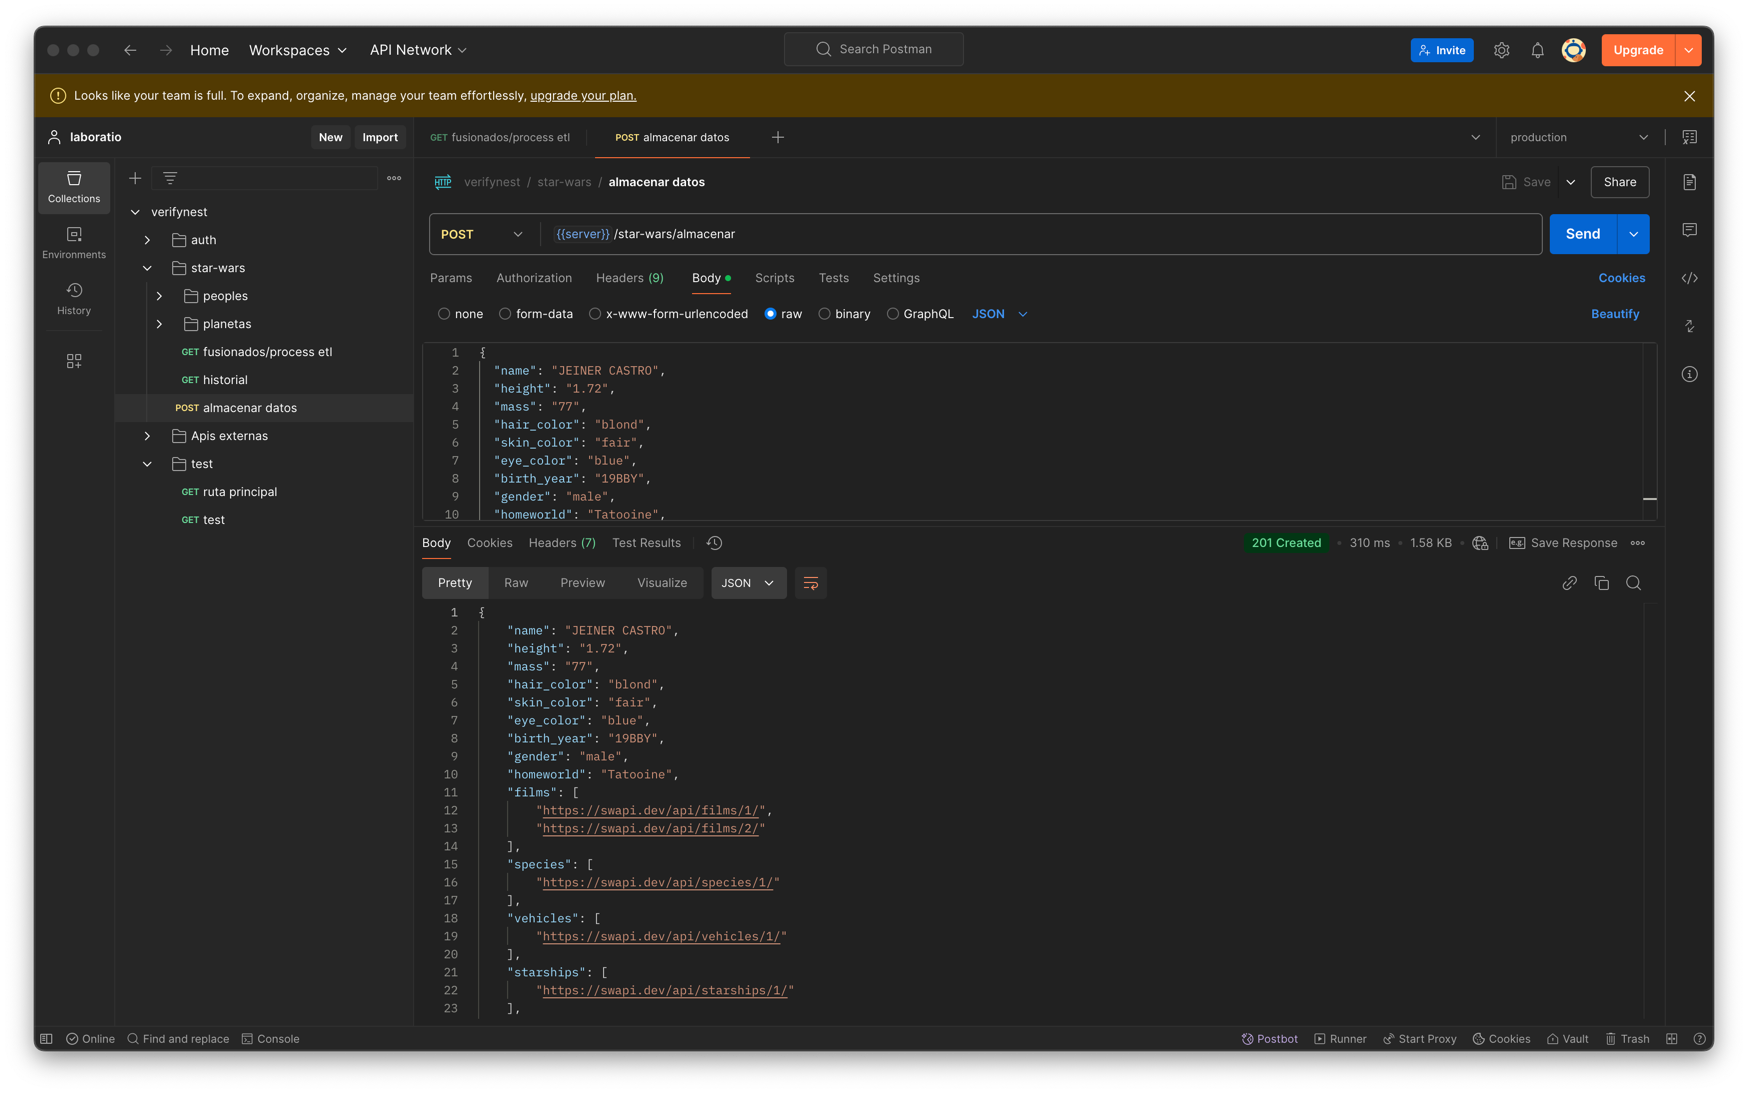 Home Workspaces API Network Search Postman Invite Upgrade
Looks like your team is full. To expand, organize, manage your team effortlessly, upgrade your plan.
laboratio New Import GET fusionados/process etl POST almacenar datos production
HTTP verifynest / star-wars / almacenar datos Save Share
Collections
Environments
History
verifynest
auth
star-wars
peoples
planetas
GET fusionados/process etl
GET historial
POST almacenar datos
Apis externas
test
GET ruta principal
GET test
POST {{server}} /star-wars/almacenar Send
Params Authorization Headers (9) Body Scripts Tests Settings Cookies
none form-data x-www-form-urlencoded raw binary GraphQL JSON Beautify
1 {
2 "name": "JEINER CASTRO",
3 "height": "1.72",
4 "mass": "77",
5 "hair_color": "blond",
6 "skin_color": "fair",
7 "eye_color": "blue",
8 "birth_year": "19BBY",
9 "gender": "male",
10 "homeworld": "Tatooine",
Body Cookies Headers (7) Test Results 201 Created 310 ms 1.58 KB e.g. Save Response
Pretty Raw Preview Visualize JSON
1 {
2 "name": "JEINER CASTRO",
3 "height": "1.72",
4 "mass": "77",
5 "hair_color": "blond",
6 "skin_color": "fair",
7 "eye_color": "blue",
8 "birth_year": "19BBY",
9 "gender": "male",
10 "homeworld": "Tatooine",
11 "films": [
12 "https://swapi.dev/api/films/1/",
13 "https://swapi.dev/api/films/2/"
14 ],
15 "species": [
16 "https://swapi.dev/api/species/1/"
17 ],
18 "vehicles": [
19 "https://swapi.dev/api/vehicles/1/"
20 ],
21 "starships": [
22 "https://swapi.dev/api/starships/1/"
23 ],
Online Find and replace Console Postbot Runner Start Proxy Cookies Vault Trash